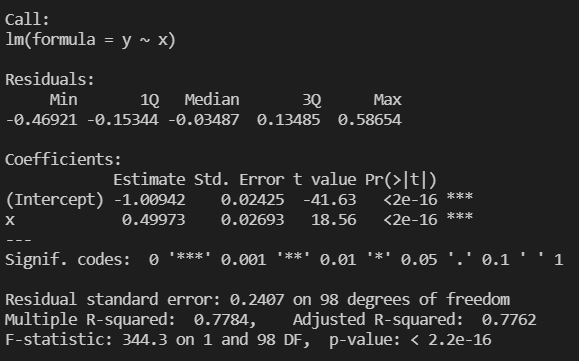 Call:
lm(formula = y ~ x)
Residuals:
     Min       1Q   Median       3Q      Max
-0.46921 -0.15344 -0.03487  0.13485  0.58654
Coefficients:
            Estimate Std. Error t value Pr(>|t|)
(Intercept) -1.00942    0.02425  -41.63   <2e-16 ***
x            0.49973    0.02693   18.56   <2e-16 ***
---
Signif. codes:  0 '***' 0.001 '**' 0.01 '*' 0.05 '.' 0.1 ' ' 1
Residual standard error: 0.2407 on 98 degrees of freedom
Multiple R-squared:  0.7784,    Adjusted R-squared:  0.7762
F-statistic: 344.3 on 1 and 98 DF,  p-value: < 2.2e-16